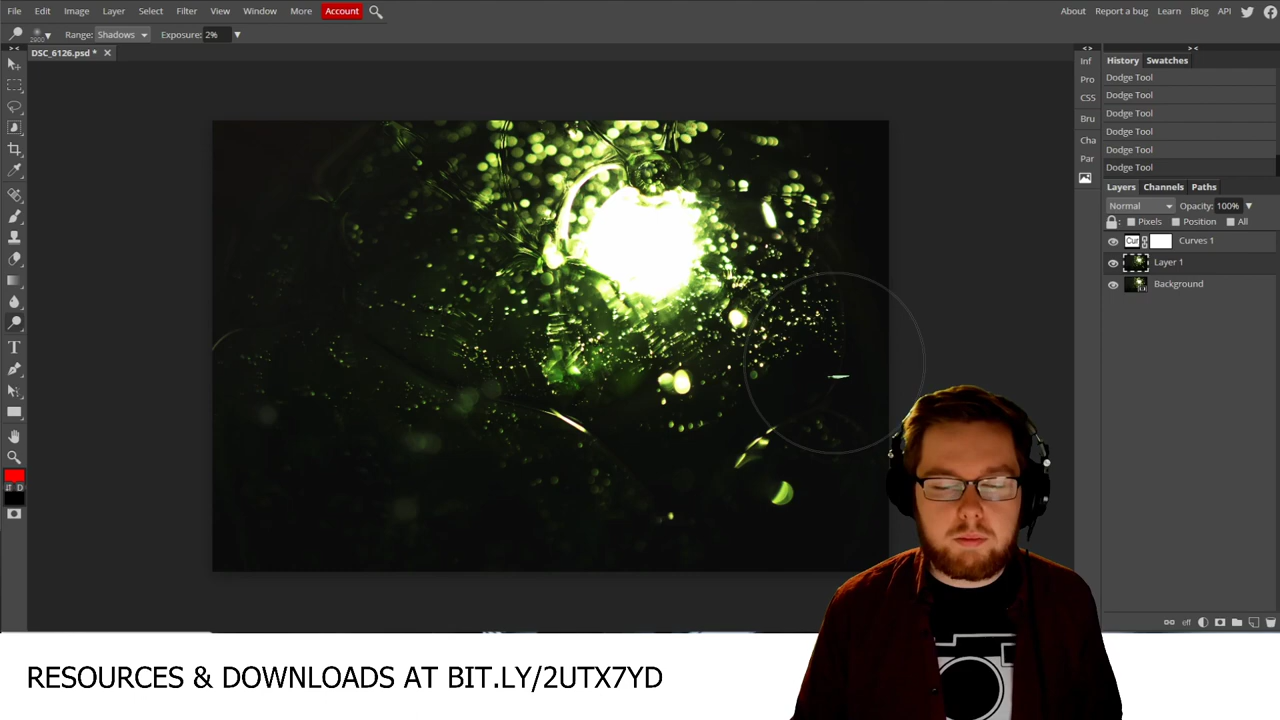 File Edit Image Layer Select Filter View Window More Account
About Report a bug Learn Blog API
Range: Shadows Exposure: 2%
DSC_6126.psd *
Inf
Pro
CSS
Bru
Cha
Par
History Swatches
Dodge Tool
Dodge Tool
Dodge Tool
Dodge Tool
Dodge Tool
Dodge Tool
Layers Channels Paths
Normal Opacity: 100%
Pixels Position All
Curves 1
Layer 1
Background
eff
RESOURCES & DOWNLOADS AT BIT.LY/2UTX7YD